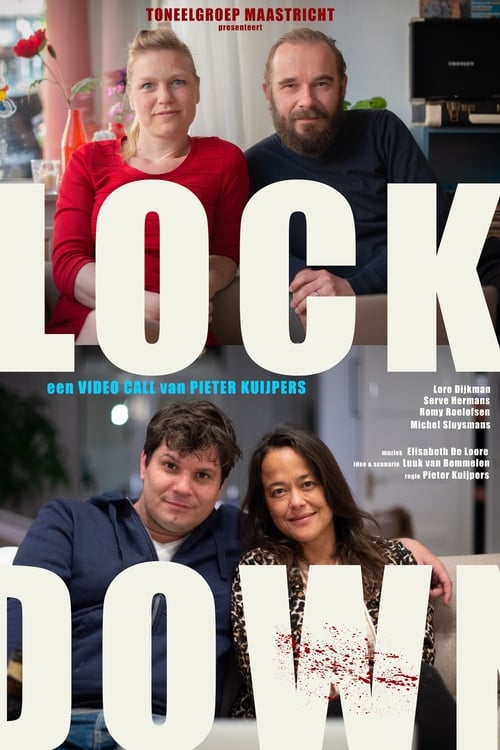 TONEELGROEP MAASTRICHT
presenteert
LOCK
een VIDEO CALL van PIETER KUIJPERS
Lore Dijkman
Serve Hermans
Romy Roelofsen
Michel Sluysmans
muziek Elisabeth De Loore
idee & scenario Luuk van Bemmelen
regie Pieter Kuijpers
DOWN